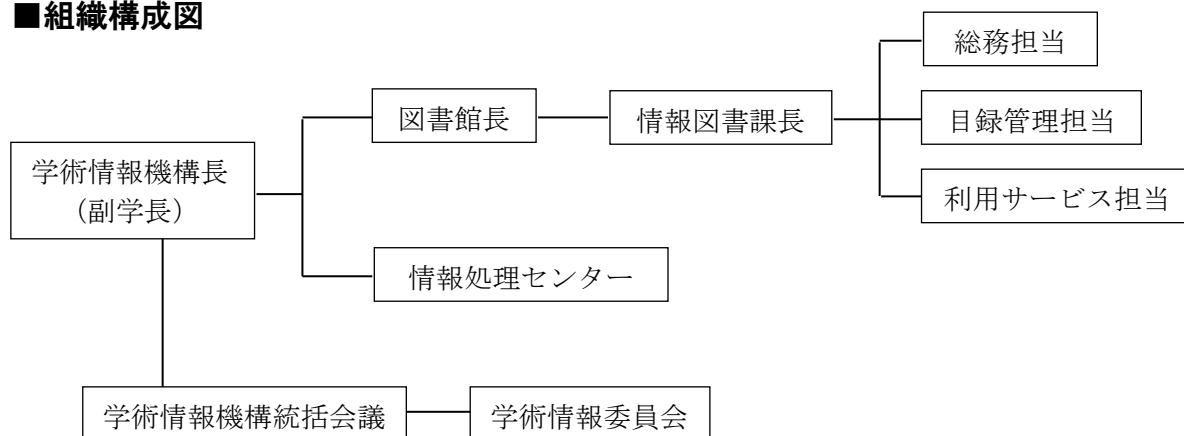 ■組織構成図
総務担当
図書館長
情報図書課長
目録管理担当
学術情報機構長
（副学長）
利用サービス担当
情報処理センター
学術情報機構統括会議
学術情報委員会